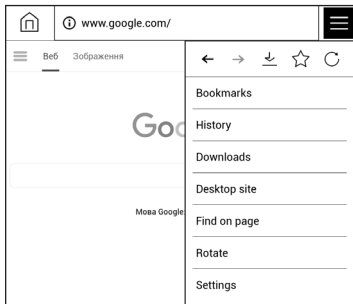 www.google.com/
Веб Зображення
Bookmarks
History
Downloads
Desktop site
Find on page
Rotate
Settings
Мова Google